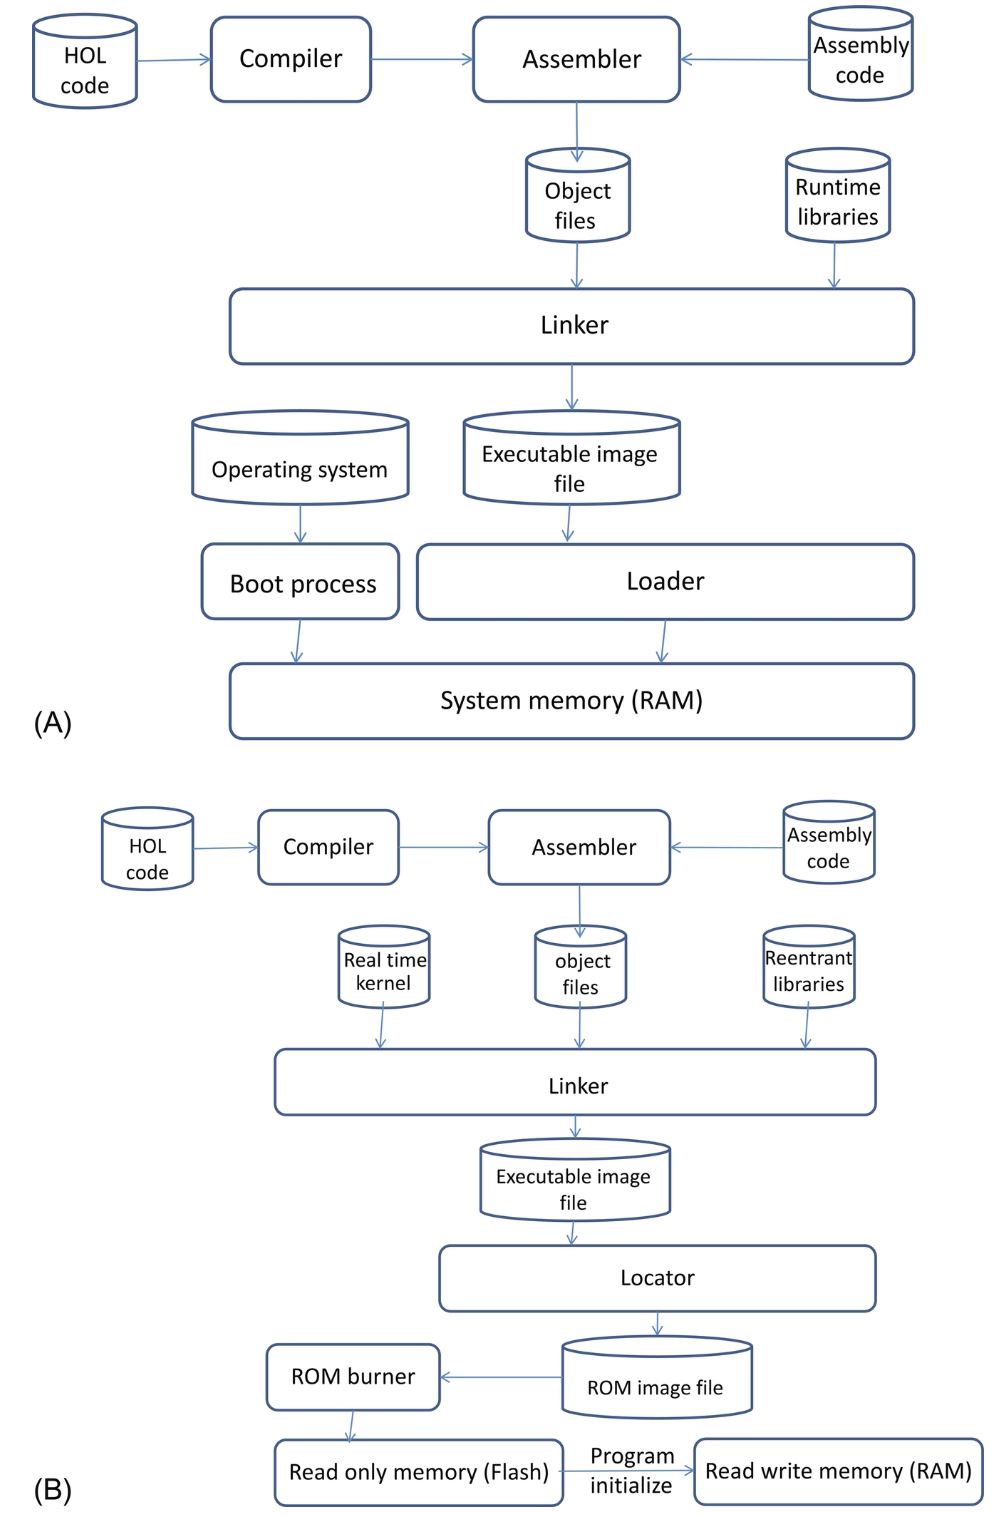 HOL
code
Compiler
Assembler
Assembly
code
Object
files
Runtime
libraries
Linker
Operating system
Executable image
file
Boot process
Loader
System memory (RAM)
(A)
HOL
code
Compiler
Assembler
Assembly
code
Real time
kernel
object
files
Reentrant
libraries
Linker
Executable image
file
Locator
ROM burner
ROM image file
Read only memory (Flash)
Program
initialize
Read write memory (RAM)
(B)